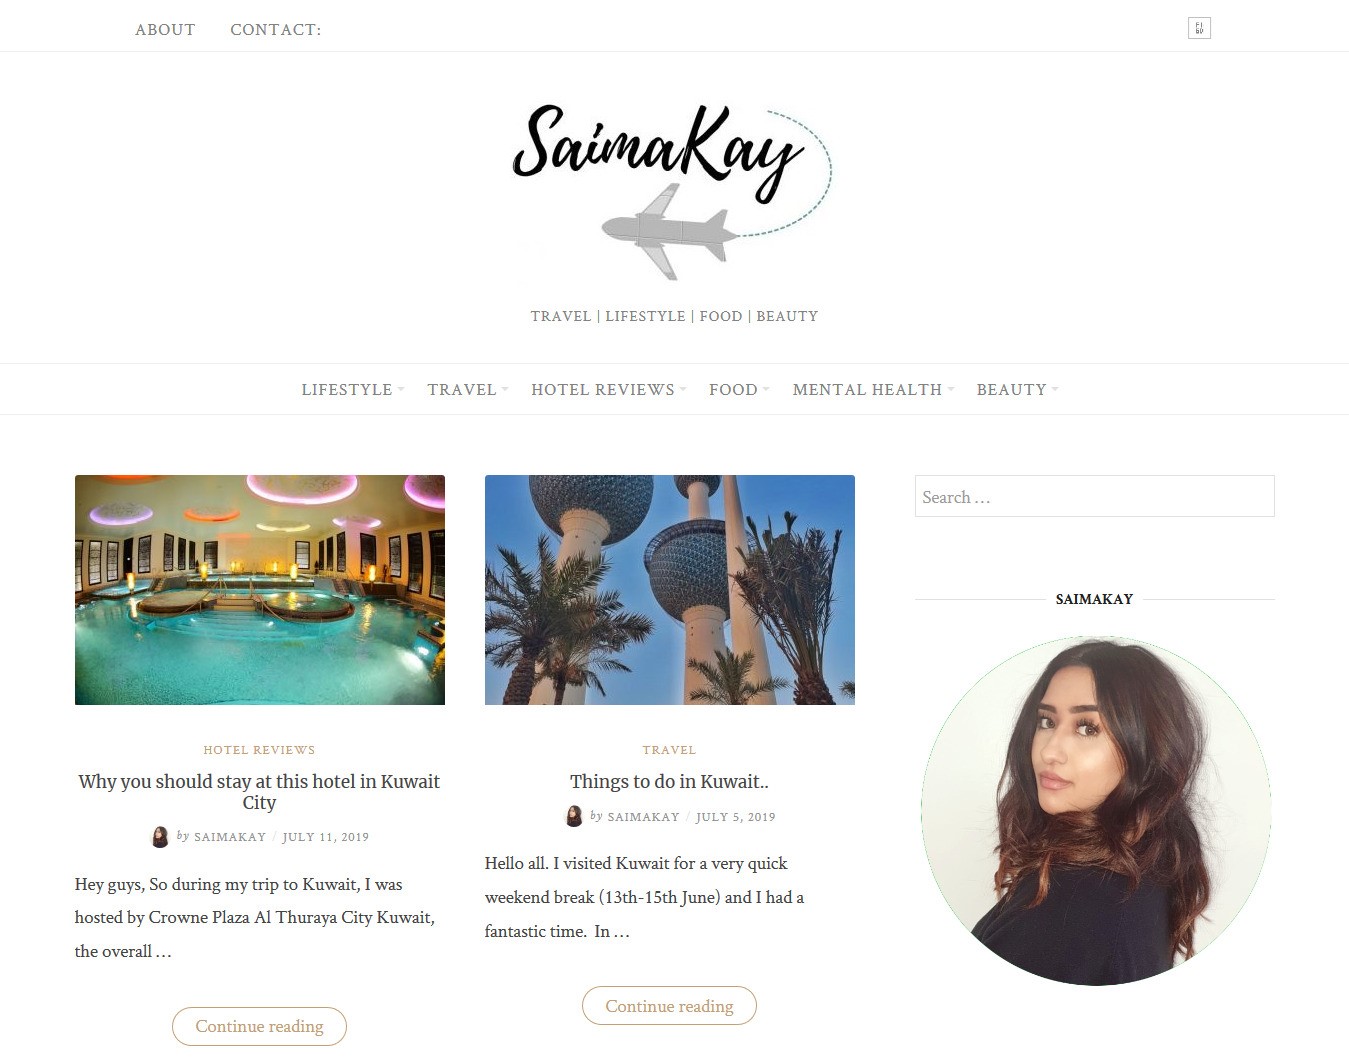 ABOUT CONTACT:
SaimaKay
TRAVEL | LIFESTYLE | FOOD | BEAUTY
LIFESTYLE TRAVEL HOTEL REVIEWS FOOD MENTAL HEALTH BEAUTY
HOTEL REVIEWS
Why you should stay at this hotel in Kuwait
City
by SAIMAKAY / JULY 11, 2019
Hey guys, So during my trip to Kuwait, I was
hosted by Crowne Plaza Al Thuraya City Kuwait,
the overall …
Continue reading
TRAVEL
Things to do in Kuwait..
by SAIMAKAY / JULY 5, 2019
Hello all. I visited Kuwait for a very quick
weekend break (13th-15th June) and I had a
fantastic time. In …
Continue reading
Search …
SAIMAKAY